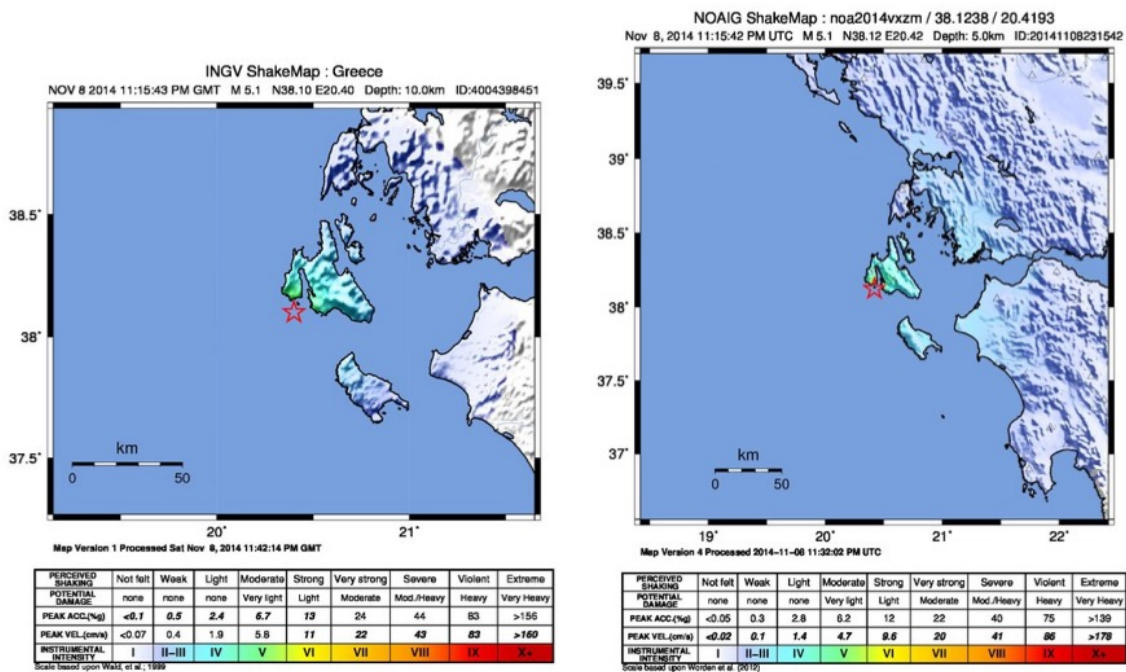 INGV ShakeMap : Greece
NOV 8 2014 11:15:43 PM GMT M 5.1 N38.10 E20.40 Depth: 10.0km ID:4004398451
38.5˚
38˚
37.5˚
km
0 50
20˚ 21˚
Map Version 1 Processed Sat Nov 8, 2014 11:42:14 PM GMT
PERCEIVED SHAKING Not felt Weak Light Moderate Strong Very strong Severe Violent Extreme
POTENTIAL DAMAGE none none none Very light Light Moderate Mod./Heavy Heavy Very Heavy
PEAK ACC.(%g) <0.1 0.5 2.4 6.7 13 24 44 83 >156
PEAK VEL.(cm/s) <0.07 0.4 1.9 5.8 11 22 43 83 >160
INSTRUMENTAL INTENSITY I II-III IV V VI VII VIII IX X+
Scale based upon Wald, et al.; 1999
NOAIG ShakeMap : noa2014vxzm / 38.1238 / 20.4193
Nov 8, 2014 11:15:42 PM UTC M 5.1 N38.12 E20.42 Depth: 5.0km ID:20141108231542
39.5˚
39˚
38.5˚
38˚
37.5˚
37˚
km
0 50
19˚ 20˚ 21˚ 22˚
Map Version 4 Processed 2014-11-08 11:32:02 PM UTC
PERCEIVED SHAKING Not felt Weak Light Moderate Strong Very strong Severe Violent Extreme
POTENTIAL DAMAGE none none none Very light Light Moderate Mod./Heavy Heavy Very Heavy
PEAK ACC.(%g) <0.05 0.3 2.8 6.2 12 22 40 75 >139
PEAK VEL.(cm/s) <0.02 0.1 1.4 4.7 9.6 20 41 86 >178
INSTRUMENTAL INTENSITY I II-III IV V VI VII VIII IX X+
Scale based upon Worden et al. (2012)